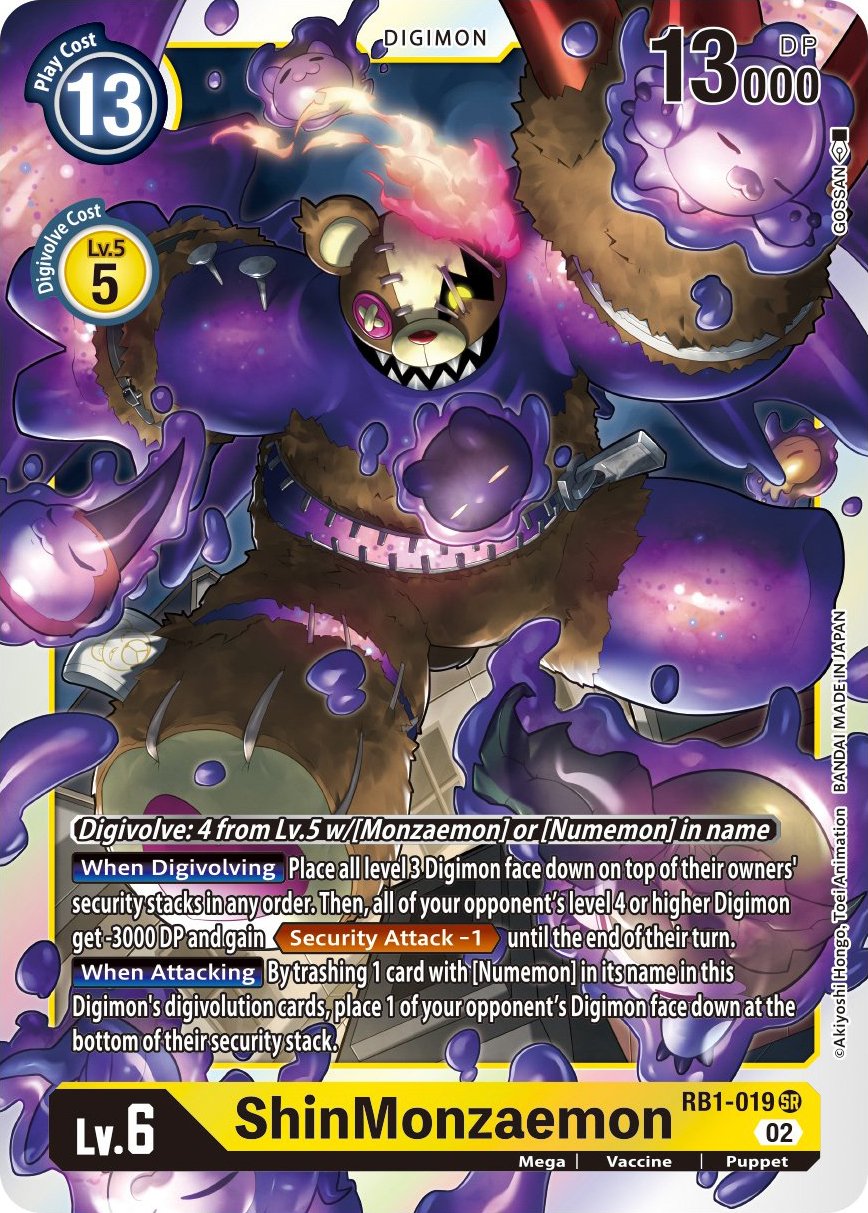 DIGIMON
Play Cost
13
DP
13000
Digivolve Cost
Lv.5
5
GOSSAN
Digivolve: 4 from Lv.5 w/[Monzaemon] or [Numemon] in name
When Digivolving Place all level 3 Digimon face down on top of their owners'
security stacks in any order. Then, all of your opponent's level 4 or higher Digimon
get -3000 DP and gain Security Attack -1 until the end of their turn.
When Attacking By trashing 1 card with [Numemon] in its name in this
Digimon's digivolution cards, place 1 of your opponent's Digimon face down at the
bottom of their security stack.
©Akiyoshi Hongo, Toei Animation BANDAI MADE IN JAPAN
Lv.6
ShinMonzaemon
RB1-019 SR
02
Mega | Vaccine | Puppet